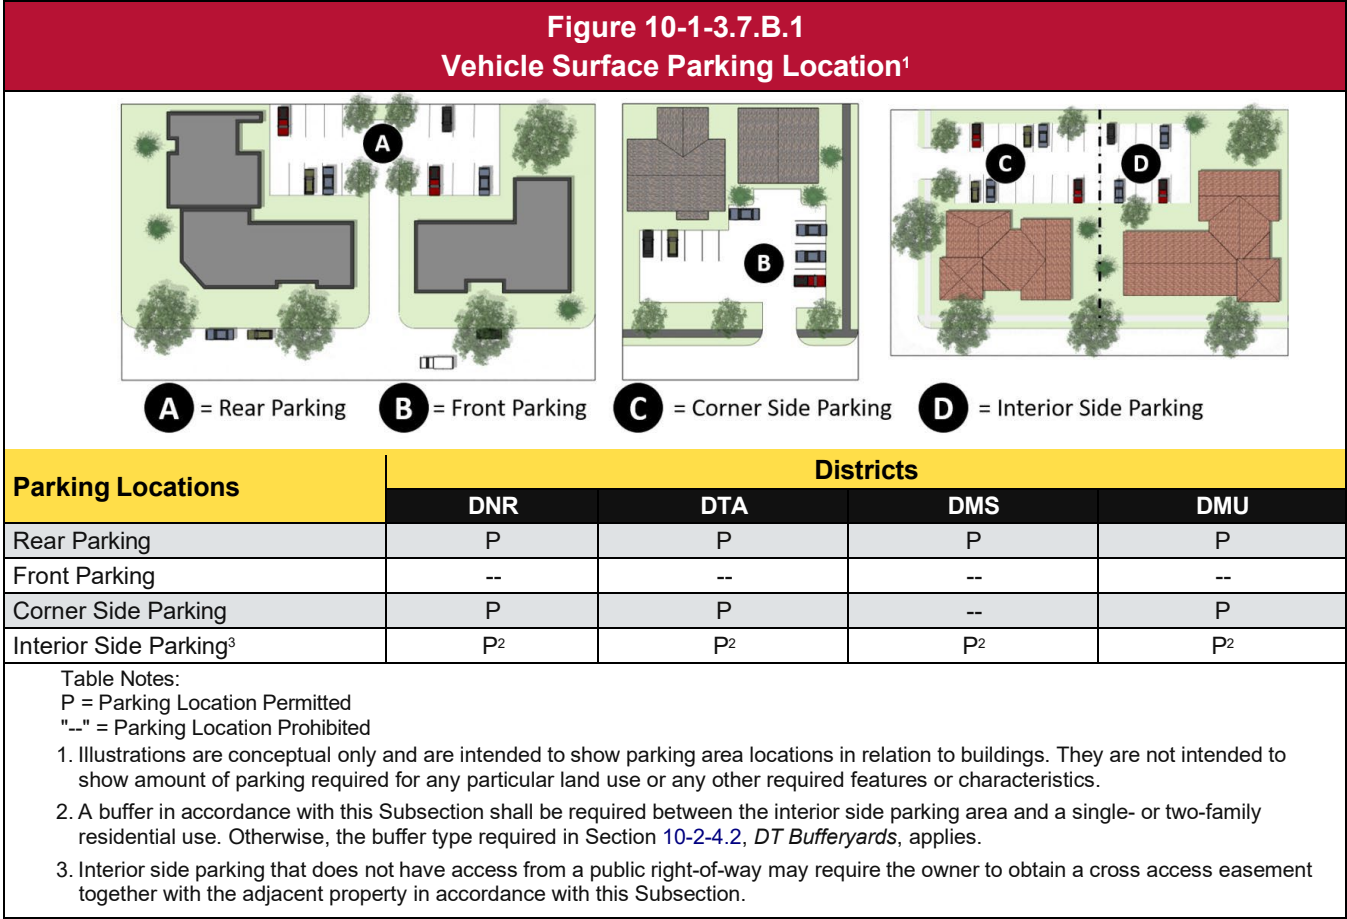 Figure 10-1-3.7.B.1
Vehicle Surface Parking Location1
A
B
C
D
A = Rear Parking
B = Front Parking
C = Corner Side Parking
D = Interior Side Parking
Parking Locations
Districts
DNR DTA DMS DMU
Rear Parking P P P P
Front Parking -- -- -- --
Corner Side Parking P P -- P
Interior Side Parking3 P2 P2 P2 P2
Table Notes:
P = Parking Location Permitted
"--" = Parking Location Prohibited
1. Illustrations are conceptual only and are intended to show parking area locations in relation to buildings. They are not intended to
show amount of parking required for any particular land use or any other required features or characteristics.
2. A buffer in accordance with this Subsection shall be required between the interior side parking area and a single- or two-family
residential use. Otherwise, the buffer type required in Section 10-2-4.2, DT Bufferyards, applies.
3. Interior side parking that does not have access from a public right-of-way may require the owner to obtain a cross access easement
together with the adjacent property in accordance with this Subsection.